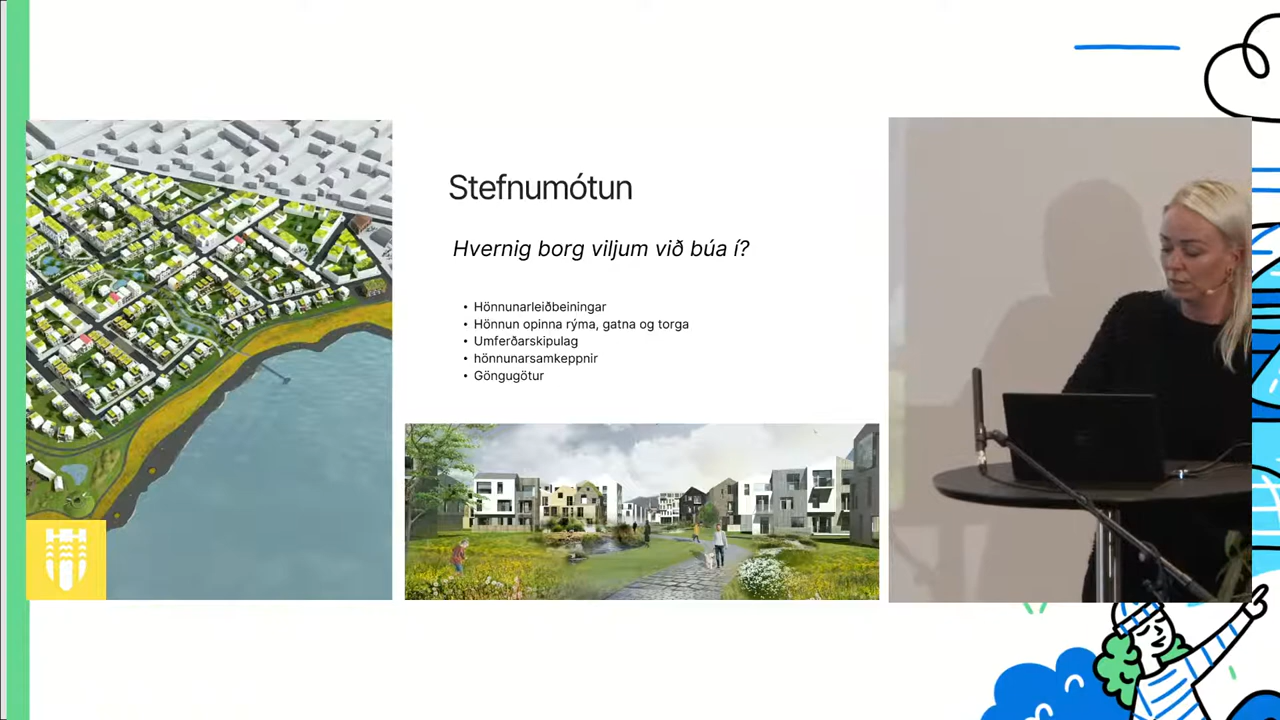 Stefnumótun
Hvernig borg viljum við búa í?
• Hönnunarleiðbeiningar
• Hönnun opinna rýma, gatna og torga
• Umferðarskipulag
• hönnunarsamkeppnir
• Göngugötur